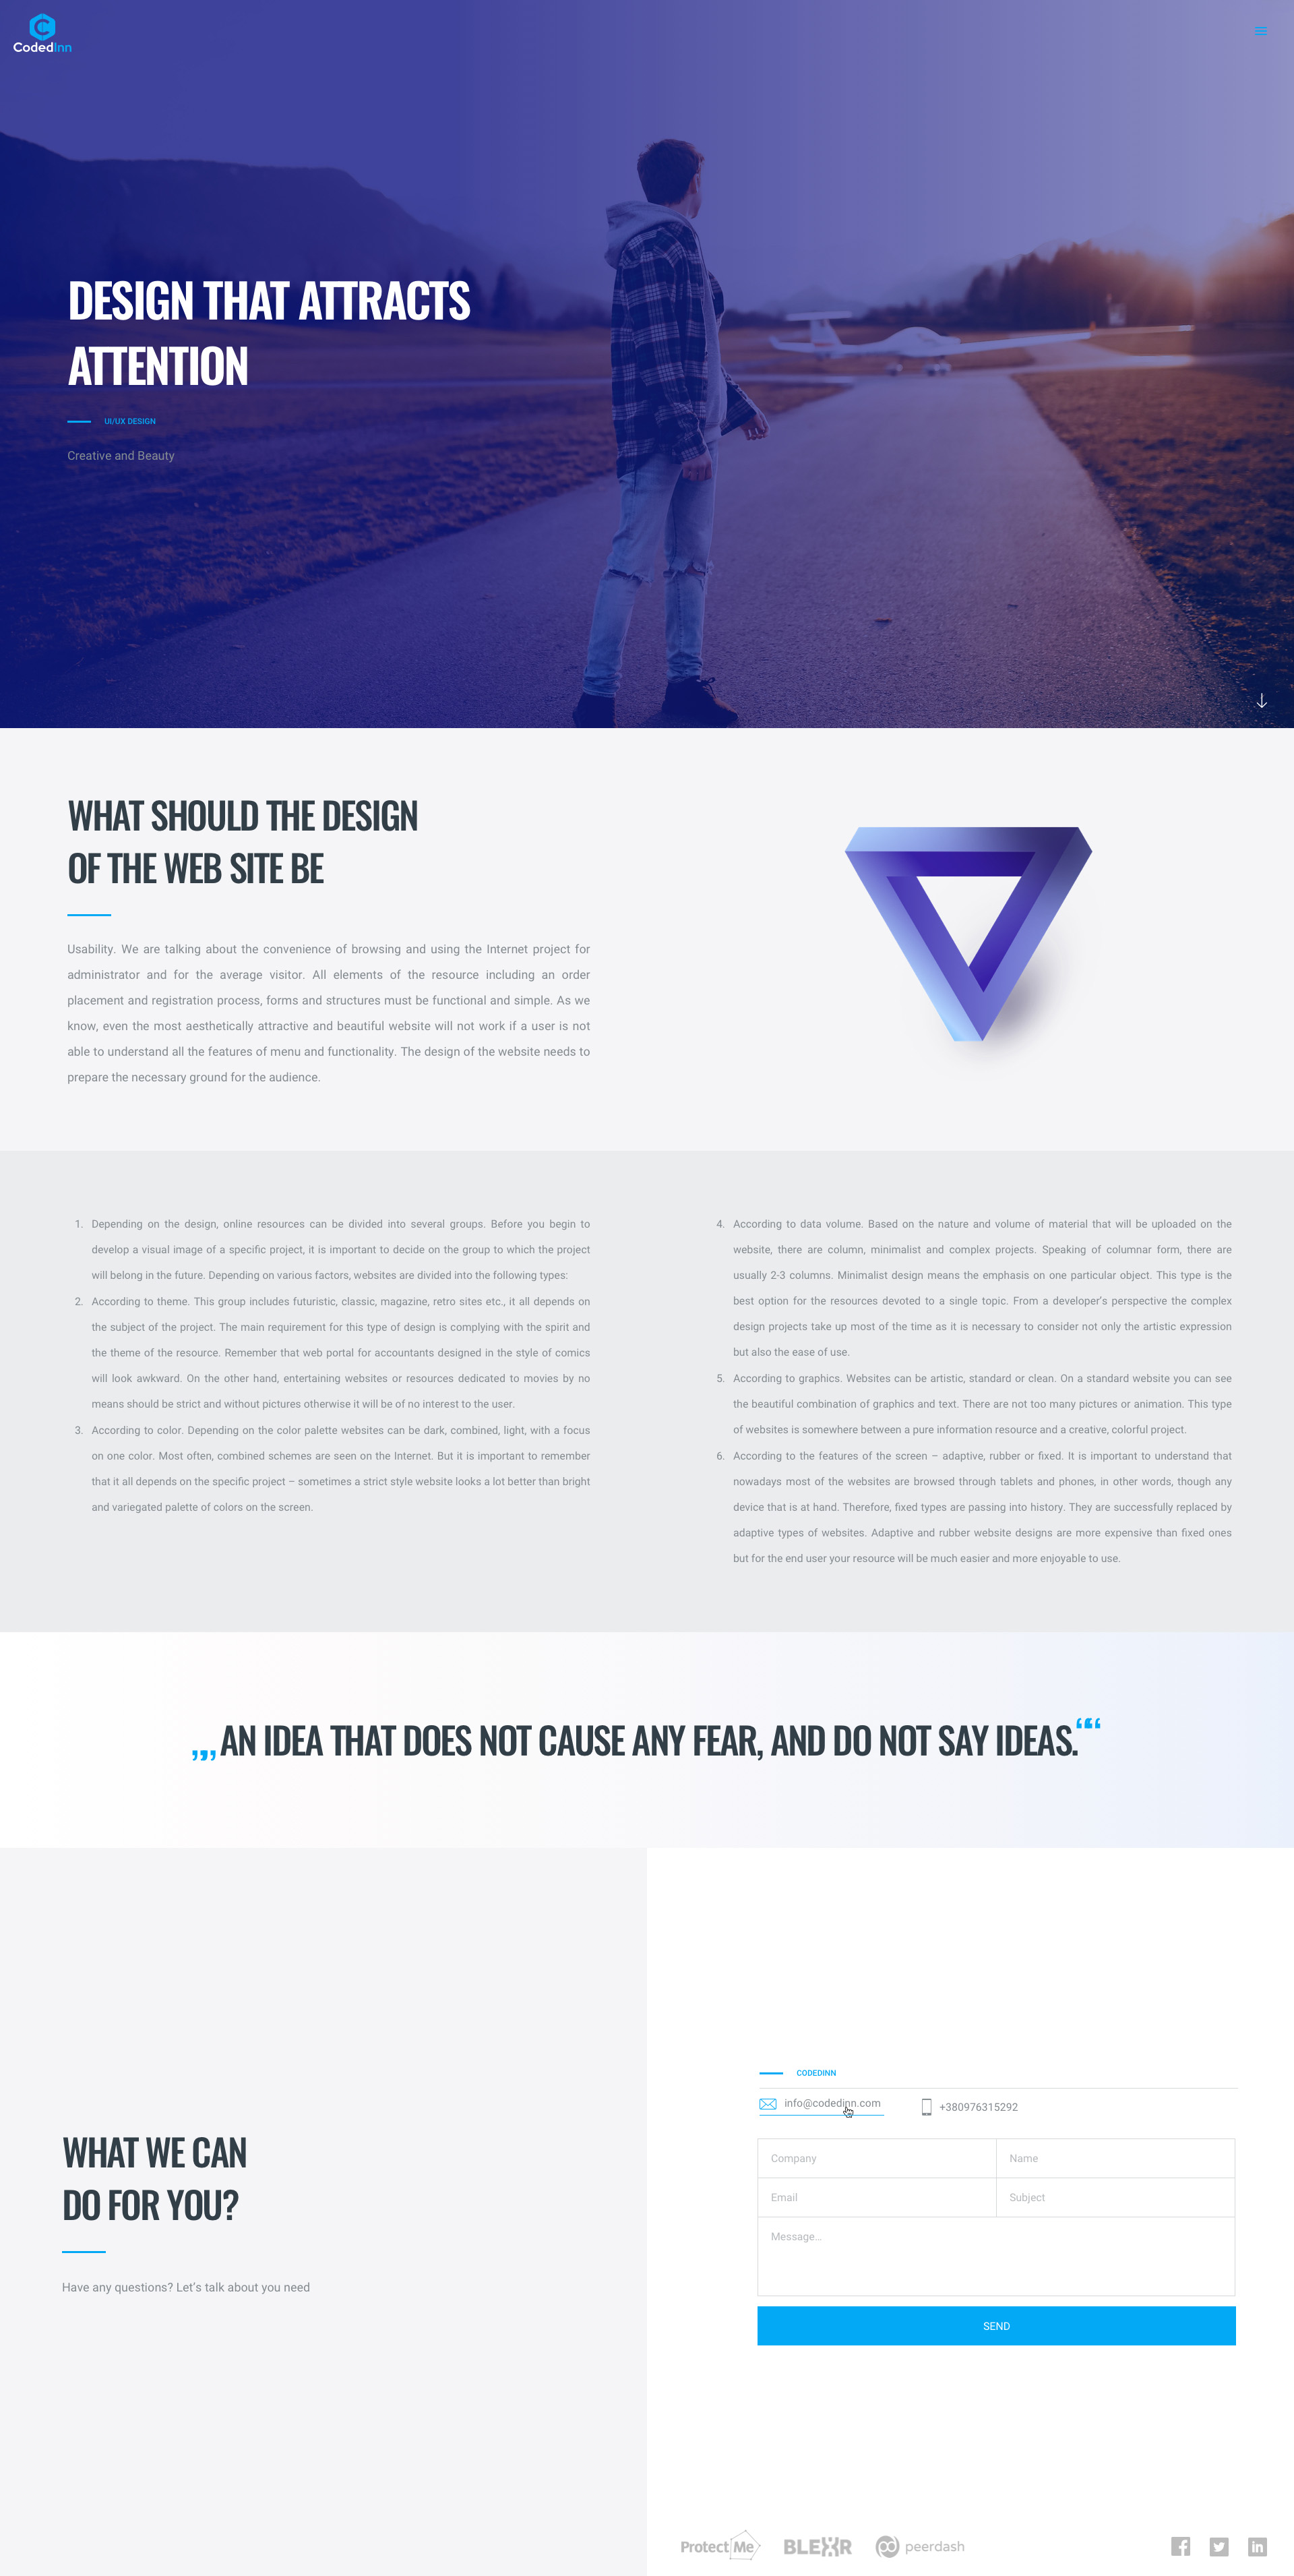 CodedInn
DESIGN THAT ATTRACTS
ATTENTION
UI/UX DESIGN
Creative and Beauty
WHAT SHOULD THE DESIGN
OF THE WEB SITE BE
Usability. We are talking about the convenience of browsing and using the Internet project for
administrator and for the average visitor. All elements of the resource including an order
placement and registration process, forms and structures must be functional and simple. As we
know, even the most aesthetically attractive and beautiful website will not work if a user is not
able to understand all the features of menu and functionality. The design of the website needs to
prepare the necessary ground for the audience.
1. Depending on the design, online resources can be divided into several groups. Before you begin to
develop a visual image of a specific project, it is important to decide on the group to which the project
will belong in the future. Depending on various factors, websites are divided into the following types:
2. According to theme. This group includes futuristic, classic, magazine, retro sites etc., it all depends on
the subject of the project. The main requirement for this type of design is complying with the spirit and
the theme of the resource. Remember that web portal for accountants designed in the style of comics
will look awkward. On the other hand, entertaining websites or resources dedicated to movies by no
means should be strict and without pictures otherwise it will be of no interest to the user.
3. According to color. Depending on the color palette websites can be dark, combined, light, with a focus
on one color. Most often, combined schemes are seen on the Internet. But it is important to remember
that it all depends on the specific project – sometimes a strict style website looks a lot better than bright
and variegated palette of colors on the screen.
4. According to data volume. Based on the nature and volume of material that will be uploaded on the
website, there are column, minimalist and complex projects. Speaking of columnar form, there are
usually 2-3 columns. Minimalist design means the emphasis on one particular object. This type is the
best option for the resources devoted to a single topic. From a developer's perspective the complex
design projects take up most of the time as it is necessary to consider not only the artistic expression
but also the ease of use.
5. According to graphics. Websites can be artistic, standard or clean. On a standard website you can see
the beautiful combination of graphics and text. There are not too many pictures or animation. This type
of websites is somewhere between a pure information resource and a creative, colorful project.
6. According to the features of the screen – adaptive, rubber or fixed. It is important to understand that
nowadays most of the websites are browsed through tablets and phones, in other words, though any
device that is at hand. Therefore, fixed types are passing into history. They are successfully replaced by
adaptive types of websites. Adaptive and rubber website designs are more expensive than fixed ones
but for the end user your resource will be much easier and more enjoyable to use.
,,, AN IDEA THAT DOES NOT CAUSE ANY FEAR, AND DO NOT SAY IDEAS. “‘
WHAT WE CAN
DO FOR YOU?
Have any questions? Let's talk about you need
CODEDINN
info@codedinn.com
+380976315292
Company
Name
Email
Subject
Message...
SEND
Protect Me
BLEXR
peerdash